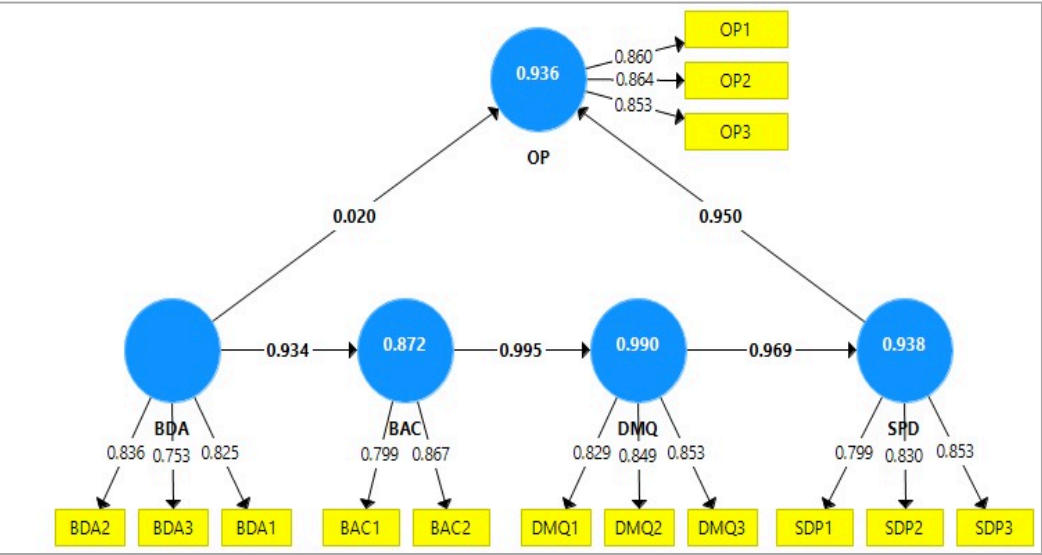 OP1
0.860
0.936
0.864
OP2
0.853
OP3
OP
0.020
0.950
0.934
0.872
0.995
0.990
0.969
0.938
BDA
BAC
DMQ
SPD
0.836 0.753 0.825
0.799 0.867
0.829 0.849 0.853
0.799 0.830 0.853
BDA2 BDA3 BDA1
BAC1 BAC2
DMQ1 DMQ2 DMQ3
SDP1 SDP2 SDP3